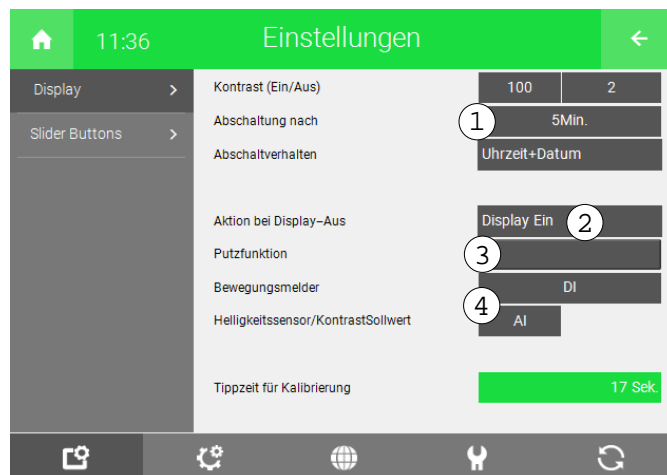 11:36 Einstellungen
Display
Slider Buttons
Kontrast (Ein/Aus) 100 2
Abschaltung nach 1 5Min.
Abschaltverhalten Uhrzeit+Datum
Aktion bei Display–Aus Display Ein 2
Putzfunktion 3
Bewegungsmelder DI
4
Helligkeitssensor/KontrastSollwert AI
Tippzeit für Kalibrierung 17 Sek.